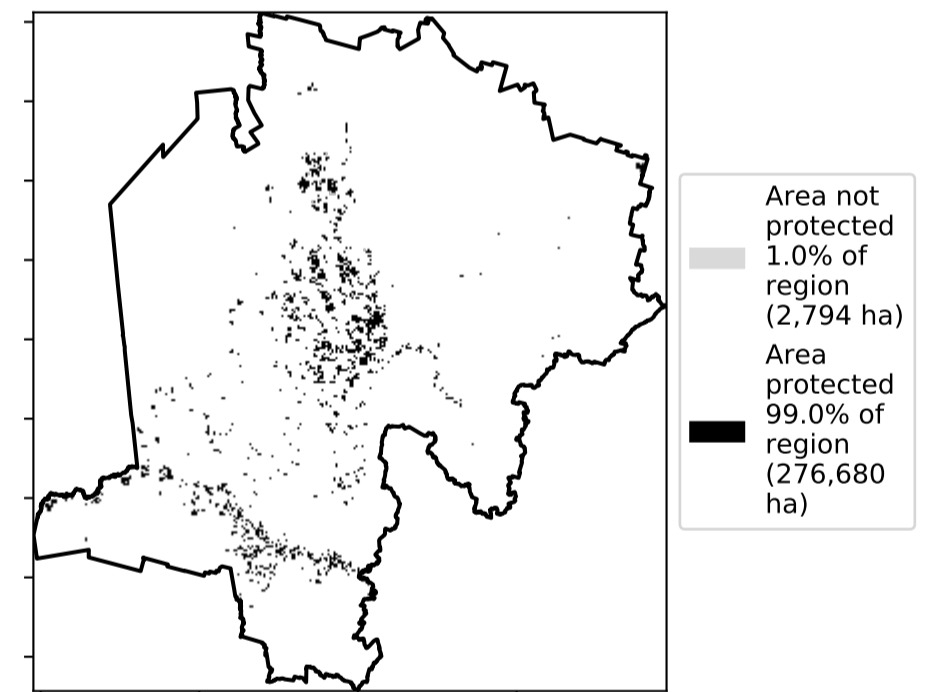 Area not
protected
1.0% of
region
(2,794 ha)
Area
protected
99.0% of
region
(276,680
ha)